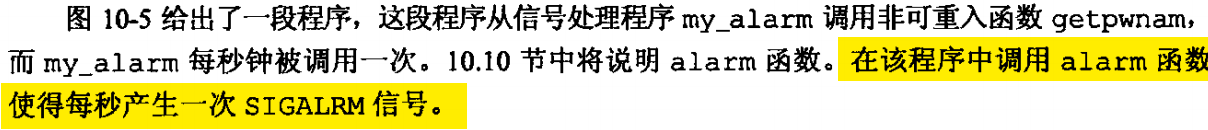 图 10-5 给出了一段程序，这段程序从信号处理程序 my_alarm 调用非可重入函数 getpwnam，
而 my_alarm 每秒钟被调用一次。10.10 节中将说明 alarm 函数。在该程序中调用 alarm 函数
使得每秒产生一次 SIGALRM 信号。